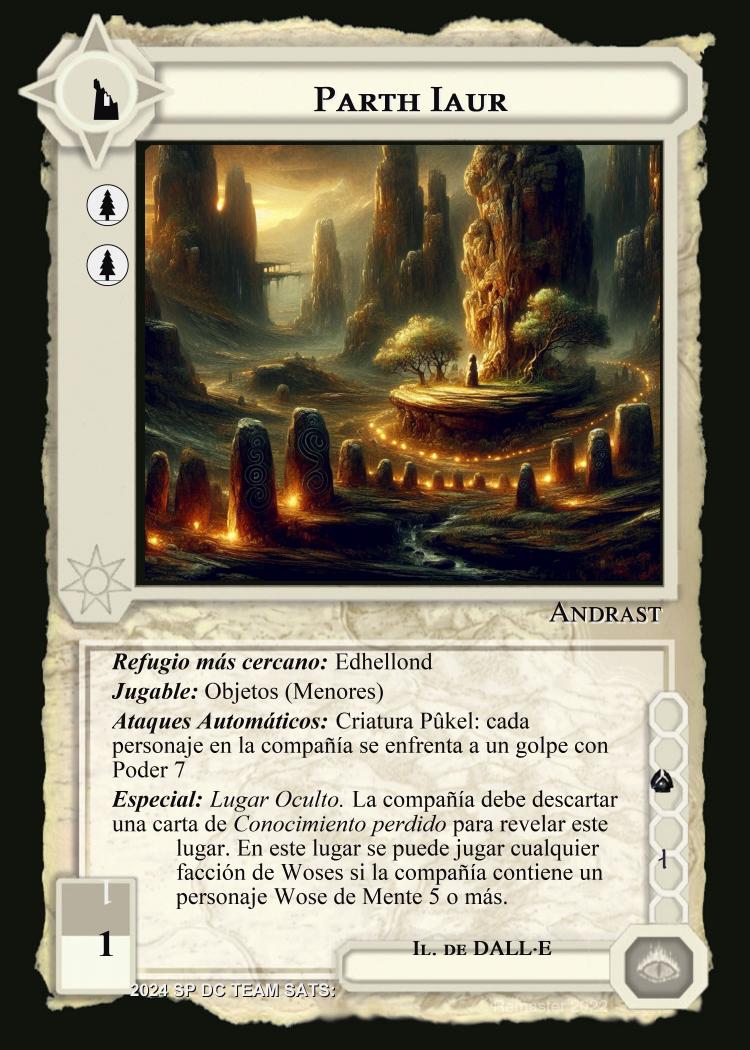 Parth Iaur
Andrast
Refugio más cercano: Edhellond
Jugable: Objetos (Menores)
Ataques Automáticos: Criatura Pûkel: cada
personaje en la compañía se enfrenta a un golpe con
Poder 7
Especial: Lugar Oculto. La compañía debe descartar
una carta de Conocimiento perdido para revelar este
lugar. En este lugar se puede jugar cualquier
facción de Woses si la compañía contiene un
personaje Wose de Mente 5 o más.
1
1
Il. de DALL·E
2024 SP DC TEAM SATS:
Remaster 2022